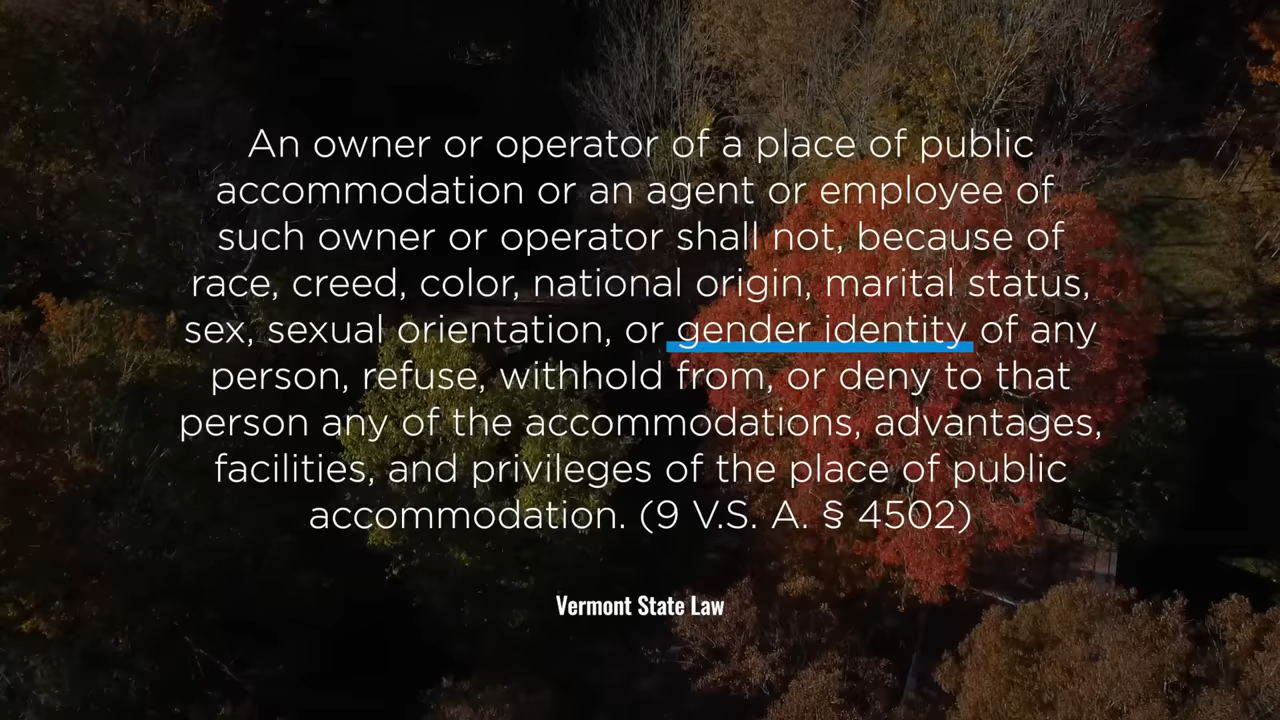 An owner or operator of a place of public
accommodation or an agent or employee of
such owner or operator shall not, because of
race, creed, color, national origin, marital status,
sex, sexual orientation, or gender identity of any
person, refuse, withhold from, or deny to that
person any of the accommodations, advantages,
facilities, and privileges of the place of public
accommodation. (9 V.S. A. § 4502)
Vermont State Law